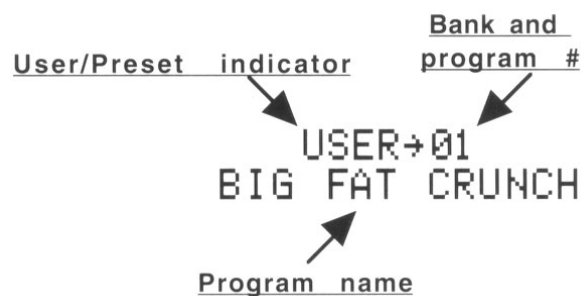 Bank and
program #
User/Preset indicator
USER→01
BIG FAT CRUNCH
Program name